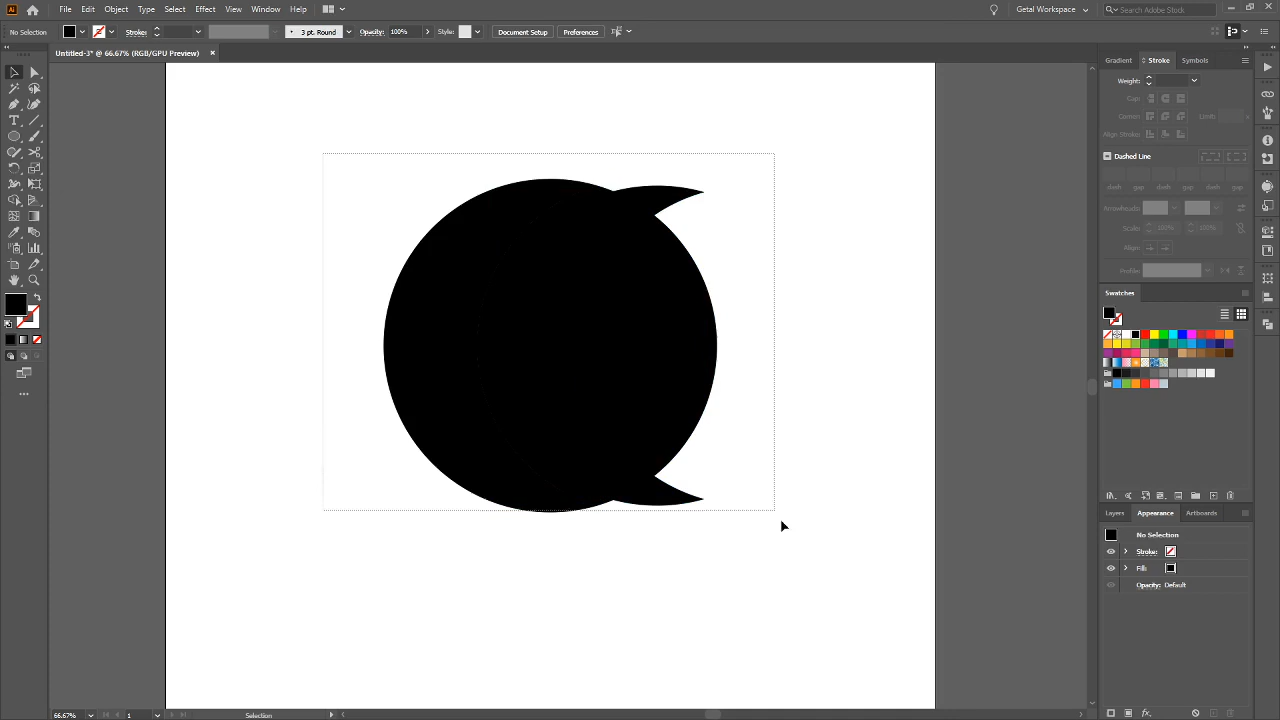 Ai File Edit Object Type Select Effect View Window Help Getal Workspace Search Adobe Stock
No Selection Stroke: 3 pt. Round Opacity: 100% Style: Document Setup Preferences
Untitled-3* @ 66.67% (RGB/GPU Preview) ×
Gradient Stroke Symbols
Weight:
Cap:
Corner: Limit:
Align Stroke:
Dashed Line
dash gap dash gap dash gap
Arrowheads:
Scale: 100% 100%
Align:
Profile:
Swatches
Layers Appearance Artboards
No Selection
Stroke:
Fill:
Opacity: Default
66.67% 1 Selection